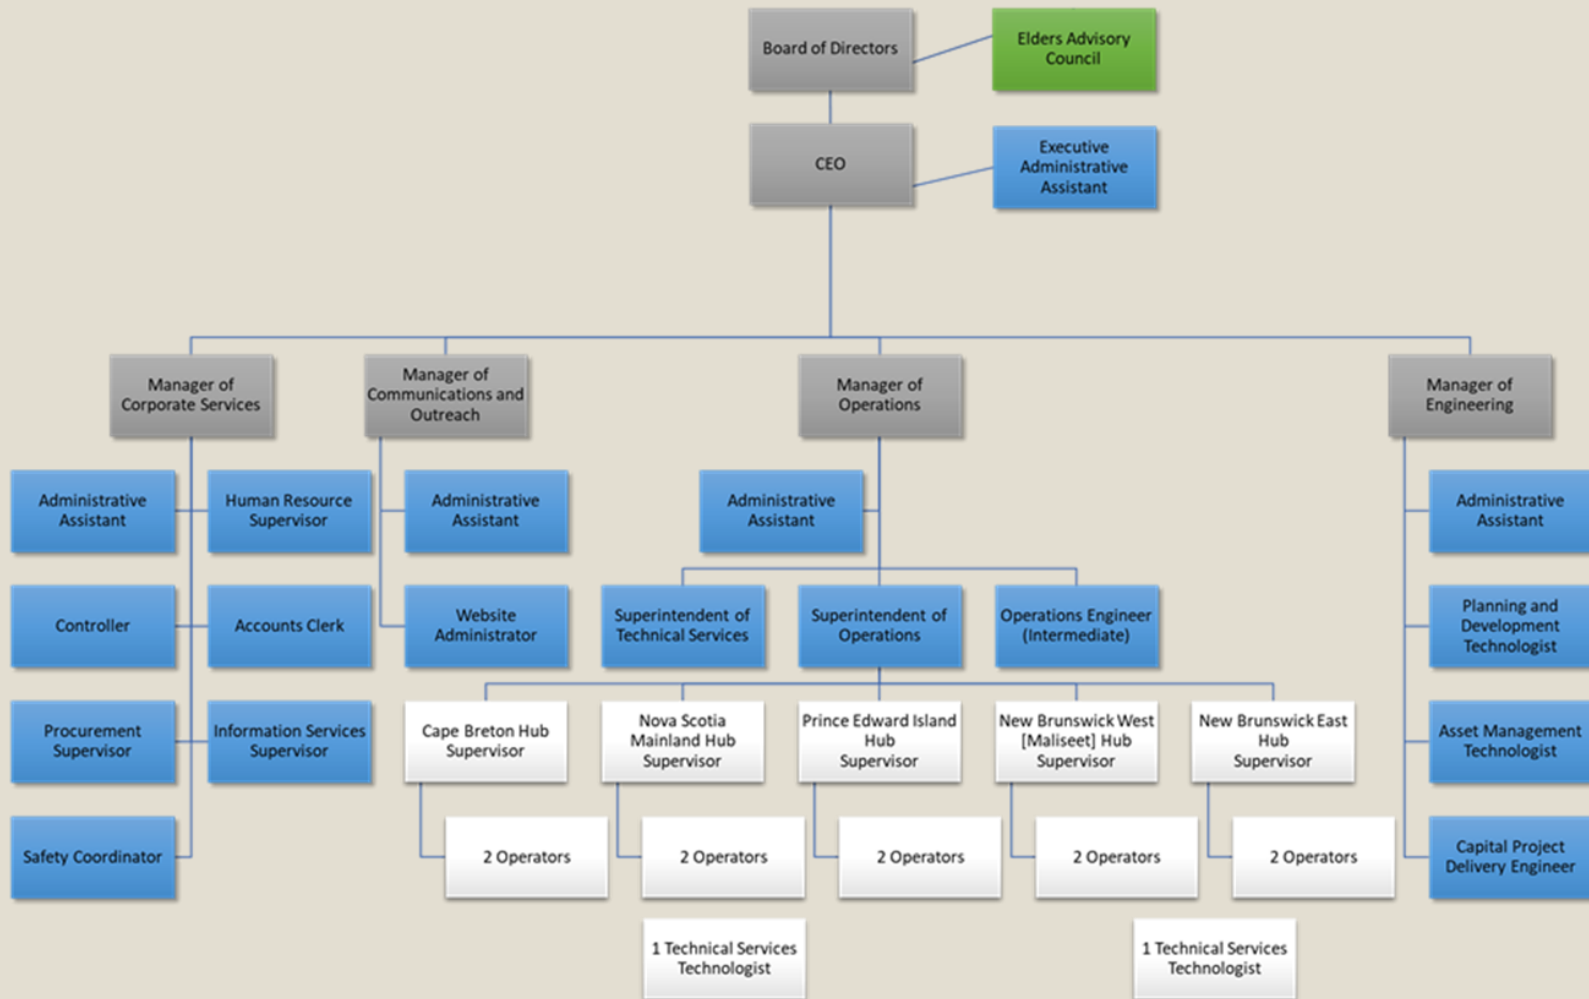 Board of Directors
Elders Advisory
Council
CEO
Executive
Administrative
Assistant
Manager of
Corporate Services
Manager of
Communications and
Outreach
Manager of
Operations
Manager of
Engineering
Administrative
Assistant
Human Resource
Supervisor
Administrative
Assistant
Administrative
Assistant
Administrative
Assistant
Controller
Accounts Clerk
Website
Administrator
Superintendent of
Technical Services
Superintendent of
Operations
Operations Engineer
(Intermediate)
Planning and
Development
Technologist
Procurement
Supervisor
Information Services
Supervisor
Cape Breton Hub
Supervisor
Nova Scotia
Mainland Hub
Supervisor
Prince Edward Island
Hub
Supervisor
New Brunswick West
[Maliseet] Hub
Supervisor
New Brunswick East
Hub
Supervisor
Asset Management
Technologist
Safety Coordinator
2 Operators
2 Operators
2 Operators
2 Operators
2 Operators
Capital Project
Delivery Engineer
1 Technical Services
Technologist
1 Technical Services
Technologist